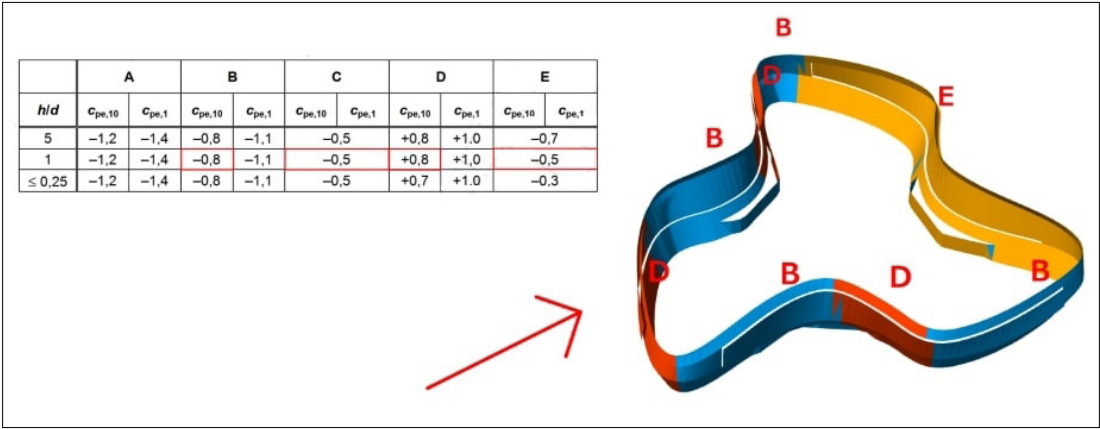 A B C D E
h/d cpe,10 cpe,1 cpe,10 cpe,1 cpe,10 cpe,1 cpe,10 cpe,1 cpe,10 cpe,1
5 –1,2 –1,4 –0,8 –1,1 –0,5 +0,8 +1.0 –0,7
1 –1,2 –1,4 –0,8 –1,1 –0,5 +0,8 +1,0 –0,5
≤ 0,25 –1,2 –1,4 –0,8 –1,1 –0,5 +0,7 +1.0 –0,3
B
D
E
B
D
B
D
B